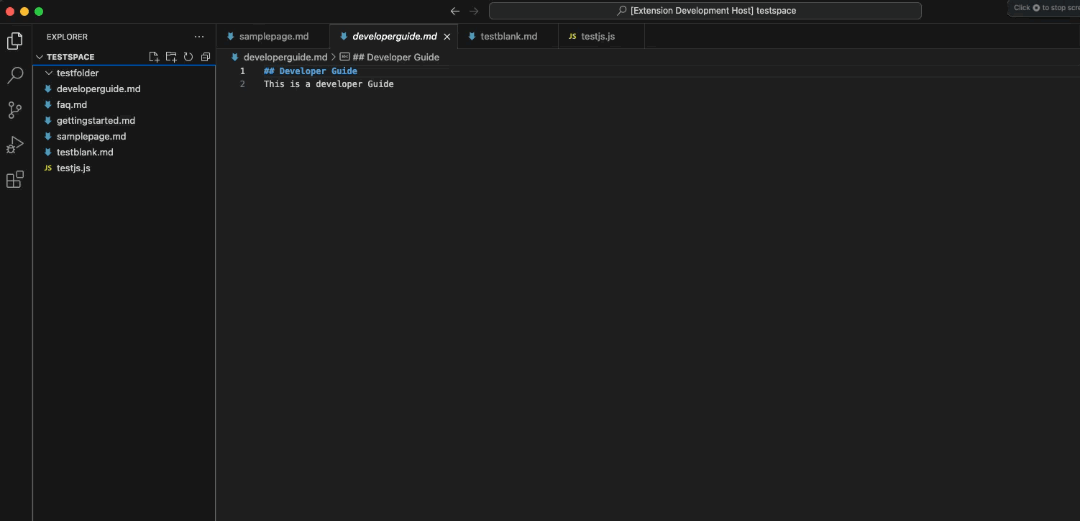 [Extension Development Host] testspace
Click to stop scre
EXPLORER
TESTSPACE
testfolder
developerguide.md
faq.md
gettingstarted.md
samplepage.md
testblank.md
JS testjs.js
samplepage.md
developerguide.md
testblank.md
JS testjs.js
developerguide.md > ## Developer Guide
1 ## Developer Guide
2 This is a developer Guide